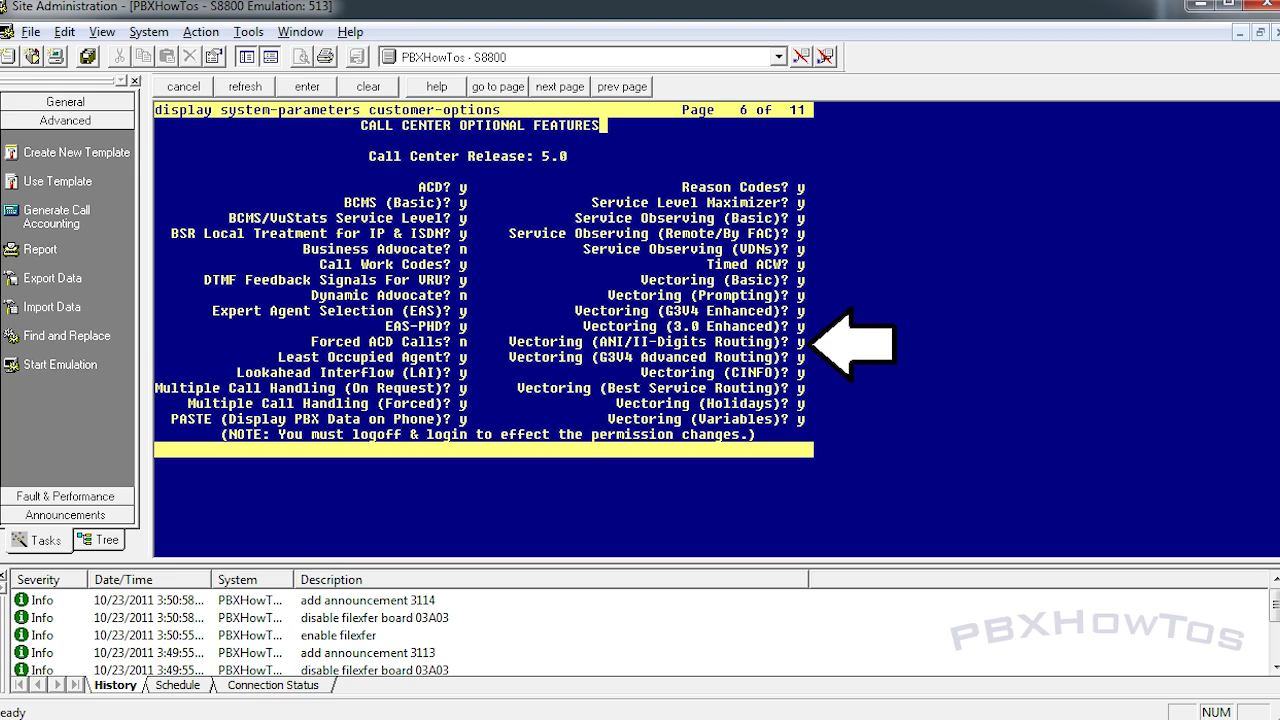 Site Administration - [PBXHowTos - S8800 Emulation: 513]
File Edit View System Action Tools Window Help
PBXHowTos - S8800
cancel refresh enter clear help go to page next page prev page
General
Advanced
Create New Template
Use Template
Generate Call
Accounting
Report
Export Data
Import Data
Find and Replace
Start Emulation
Fault & Performance
Announcements
Tasks Tree
display system-parameters customer-options Page 6 of 11
CALL CENTER OPTIONAL FEATURES
Call Center Release: 5.0
ACD? y Reason Codes? y
BCMS (Basic)? y Service Level Maximizer? y
BCMS/VuStats Service Level? y Service Observing (Basic)? y
BSR Local Treatment for IP & ISDN? y Service Observing (Remote/By FAC)? y
Business Advocate? n Service Observing (VDNs)? y
Call Work Codes? y Timed ACW? y
DTMF Feedback Signals For VRU? y Vectoring (Basic)? y
Dynamic Advocate? n Vectoring (Prompting)? y
Expert Agent Selection (EAS)? y Vectoring (G3V4 Enhanced)? y
EAS-PHD? y Vectoring (3.0 Enhanced)? y
Forced ACD Calls? n Vectoring (ANI/II-Digits Routing)? y
Least Occupied Agent? y Vectoring (G3V4 Advanced Routing)? y
Lookahead Interflow (LAI)? y Vectoring (CINFO)? y
Multiple Call Handling (On Request)? y Vectoring (Best Service Routing)? y
Multiple Call Handling (Forced)? y Vectoring (Holidays)? y
PASTE (Display PBX Data on Phone)? y Vectoring (Variables)? y
(NOTE: You must logoff & login to effect the permission changes.)
Severity Date/Time System Description
Info 10/23/2011 3:50:58... PBXHowT... add announcement 3114
Info 10/23/2011 3:50:58... PBXHowT... disable filexfer board 03A03
Info 10/23/2011 3:50:55... PBXHowT... enable filexfer
Info 10/23/2011 3:49:55... PBXHowT... add announcement 3113
Info 10/23/2011 3:49:55... PBXHowT... disable filexfer board 03A03
PBXHowTos
History Schedule Connection Status
eady NUM